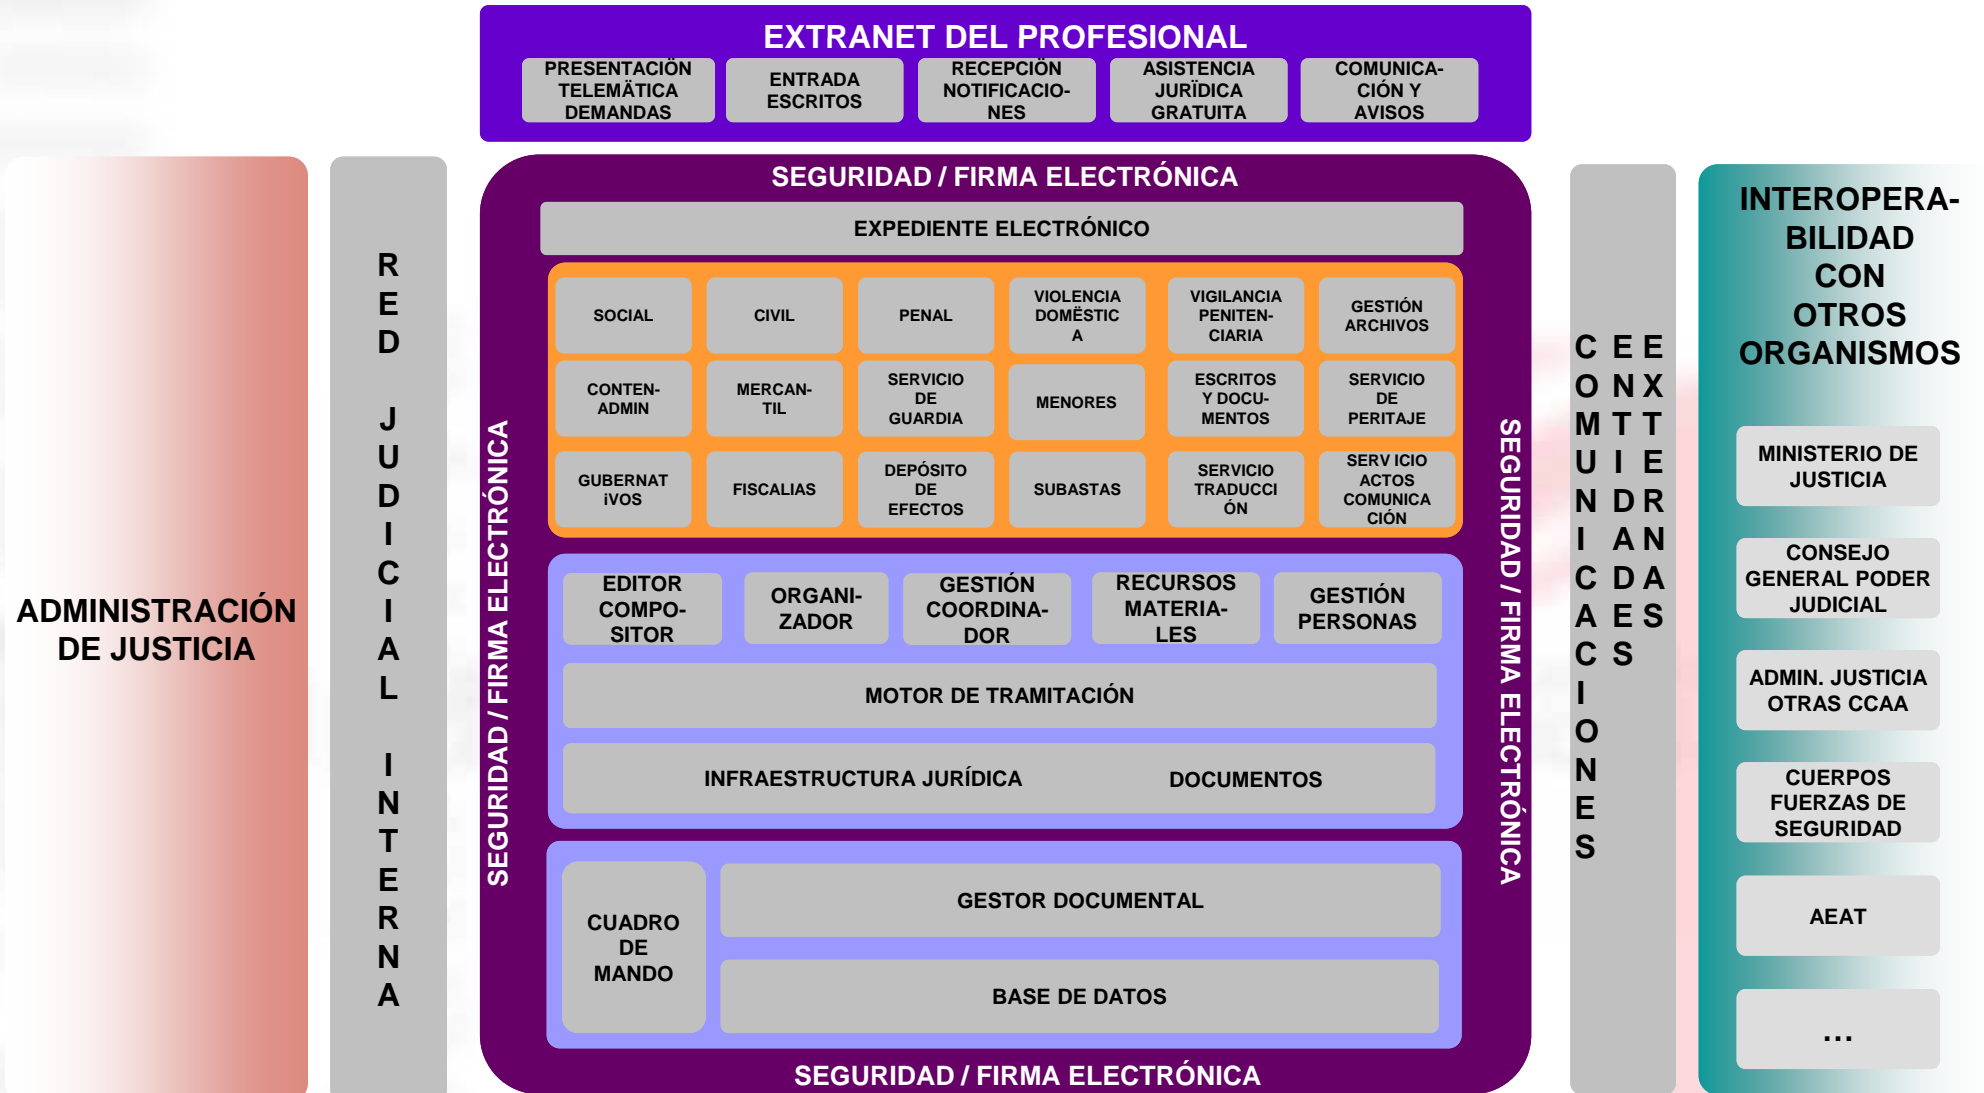 EXTRANET DEL PROFESIONAL
PRESENTACIÖN
TELEMÄTICA
DEMANDAS
ENTRADA
ESCRITOS
RECEPCIÖN
NOTIFICACIO-
NES
ASISTENCIA
JURÏDICA
GRATUITA
COMUNICA-
CIÓN Y
AVISOS
ADMINISTRACIÓN
DE JUSTICIA
RED JUDICIAL INTERNA
SEGURIDAD / FIRMA ELECTRÓNICA
SEGURIDAD / FIRMA ELECTRÓNICA
EXPEDIENTE ELECTRÓNICO
SOCIAL
CIVIL
PENAL
VIOLENCIA
DOMËSTIC
A
VIGILANCIA
PENITEN-
CIARIA
GESTIÓN
ARCHIVOS
CONTEN-
ADMIN
MERCAN-
TIL
SERVICIO
DE
GUARDIA
MENORES
ESCRITOS
Y DOCU-
MENTOS
SERVICIO
DE
PERITAJE
GUBERNAT
iVOS
FISCALIAS
DEPÓSITO
DE
EFECTOS
SUBASTAS
SERVICIO
TRADUCCI
ÓN
SERV ICIO
ACTOS
COMUNICA
CIÓN
EDITOR
COMPO-
SITOR
ORGANI-
ZADOR
GESTIÓN
COORDINA-
DOR
RECURSOS
MATERIA-
LES
GESTIÓN
PERSONAS
MOTOR DE TRAMITACIÓN
INFRAESTRUCTURA JURÍDICA DOCUMENTOS
CUADRO
DE
MANDO
GESTOR DOCUMENTAL
BASE DE DATOS
SEGURIDAD / FIRMA ELECTRÓNICA
SEGURIDAD / FIRMA ELECTRÓNICA
COMUNICACIONES
ENTIDADES
EXTERNAS
INTEROPERA-
BILIDAD
CON
OTROS
ORGANISMOS
MINISTERIO DE
JUSTICIA
CONSEJO
GENERAL PODER
JUDICIAL
ADMIN. JUSTICIA
OTRAS CCAA
CUERPOS
FUERZAS DE
SEGURIDAD
AEAT
...